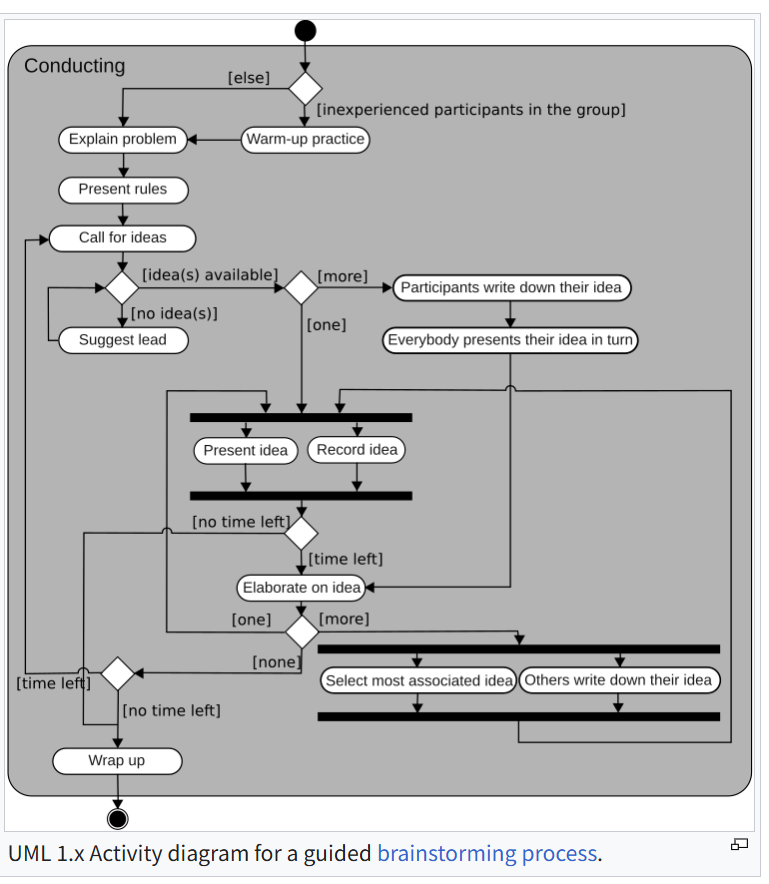 Conducting
[else]
[inexperienced participants in the group]
Explain problem
Warm-up practice
Present rules
Call for ideas
[idea(s) available]
[more]
Participants write down their idea
[no idea(s)]
[one]
Suggest lead
Everybody presents their idea in turn
Present idea
Record idea
[no time left]
[time left]
Elaborate on idea
[one]
[more]
[none]
Select most associated idea
Others write down their idea
[time left]
[no time left]
Wrap up
UML 1.x Activity diagram for a guided brainstorming process.